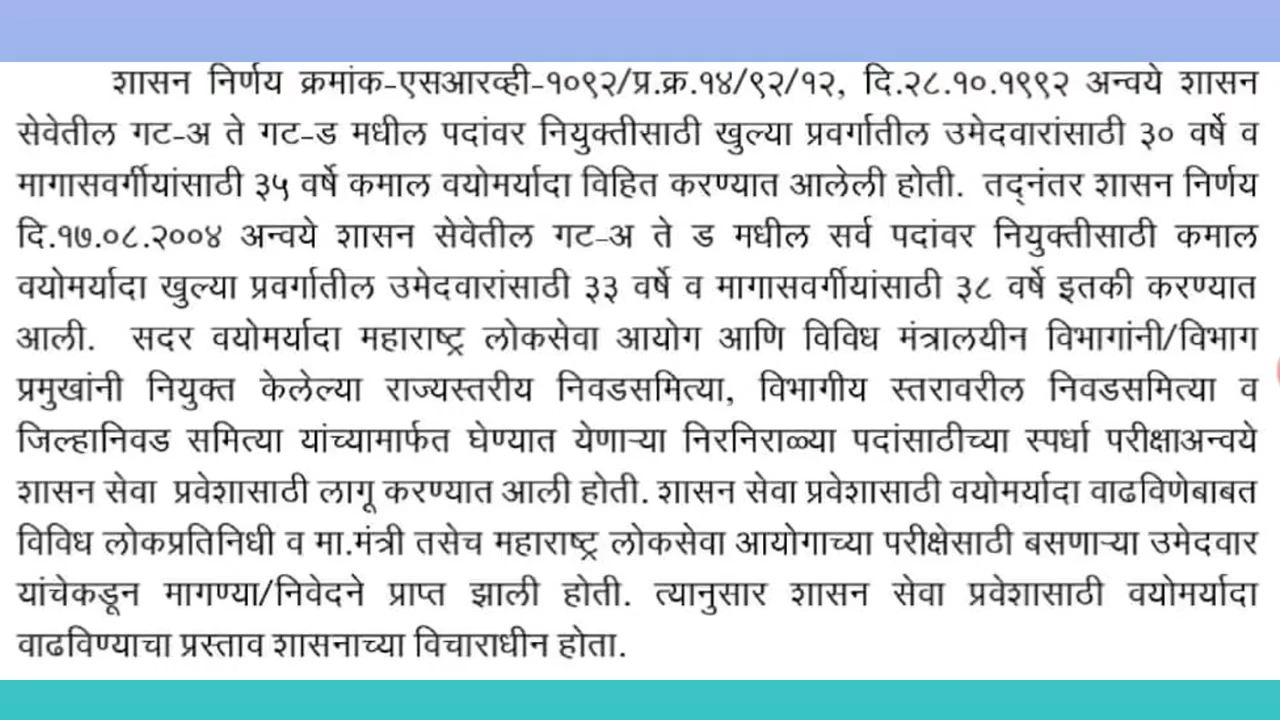 शासन निर्णय क्रमांक-एसआरव्ही-१०९२/प्र.क्र.१४/९२/१२, दि.२८.१०.१९९२ अन्वये शासन
सेवेतील गट-अ ते गट-ड मधील पदांवर नियुक्तीसाठी खुल्या प्रवर्गातील उमेदवारांसाठी ३० वर्षे व
मागासवर्गीयांसाठी ३५ वर्षे कमाल वयोमर्यादा विहित करण्यात आलेली होती. तद्नंतर शासन निर्णय
दि.१७.०८.२००४ अन्वये शासन सेवेतील गट-अ ते ड मधील सर्व पदांवर नियुक्तीसाठी कमाल
वयोमर्यादा खुल्या प्रवर्गातील उमेदवारांसाठी ३३ वर्षे व मागासवर्गीयांसाठी ३८ वर्षे इतकी करण्यात
आली. सदर वयोमर्यादा महाराष्ट्र लोकसेवा आयोग आणि विविध मंत्रालयीन विभागांनी/विभाग
प्रमुखांनी नियुक्त केलेल्या राज्यस्तरीय निवडसमित्या, विभागीय स्तरावरील निवडसमित्या व
जिल्हानिवड समित्या यांच्यामार्फत घेण्यात येणाऱ्या निरनिराळ्या पदांसाठीच्या स्पर्धा परीक्षाअन्वये
शासन सेवा प्रवेशासाठी लागू करण्यात आली होती. शासन सेवा प्रवेशासाठी वयोमर्यादा वाढविणेबाबत
विविध लोकप्रतिनिधी व मा.मंत्री तसेच महाराष्ट्र लोकसेवा आयोगाच्या परीक्षेसाठी बसणाऱ्या उमेदवार
यांचेकडून मागण्या/निवेदने प्राप्त झाली होती. त्यानुसार शासन सेवा प्रवेशासाठी वयोमर्यादा
वाढविण्याचा प्रस्ताव शासनाच्या विचाराधीन होता.